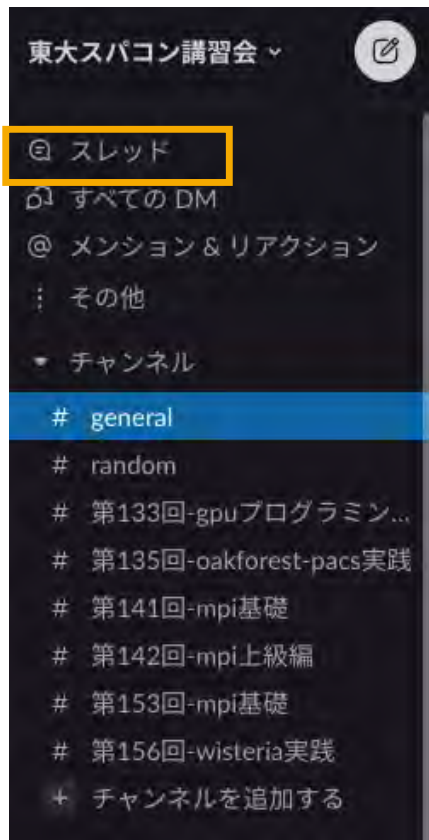 東大スパコン講習会
スレッド
すべての DM
@ メンション & リアクション
その他
チャンネル
# general
# random
# 第133回-gpuプログラミン...
# 第135回-oakforest-pacs実践
# 第141回-mpi基礎
# 第142回-mpi上級編
# 第153回-mpi基礎
# 第156回-wisteria実践
+ チャンネルを追加する